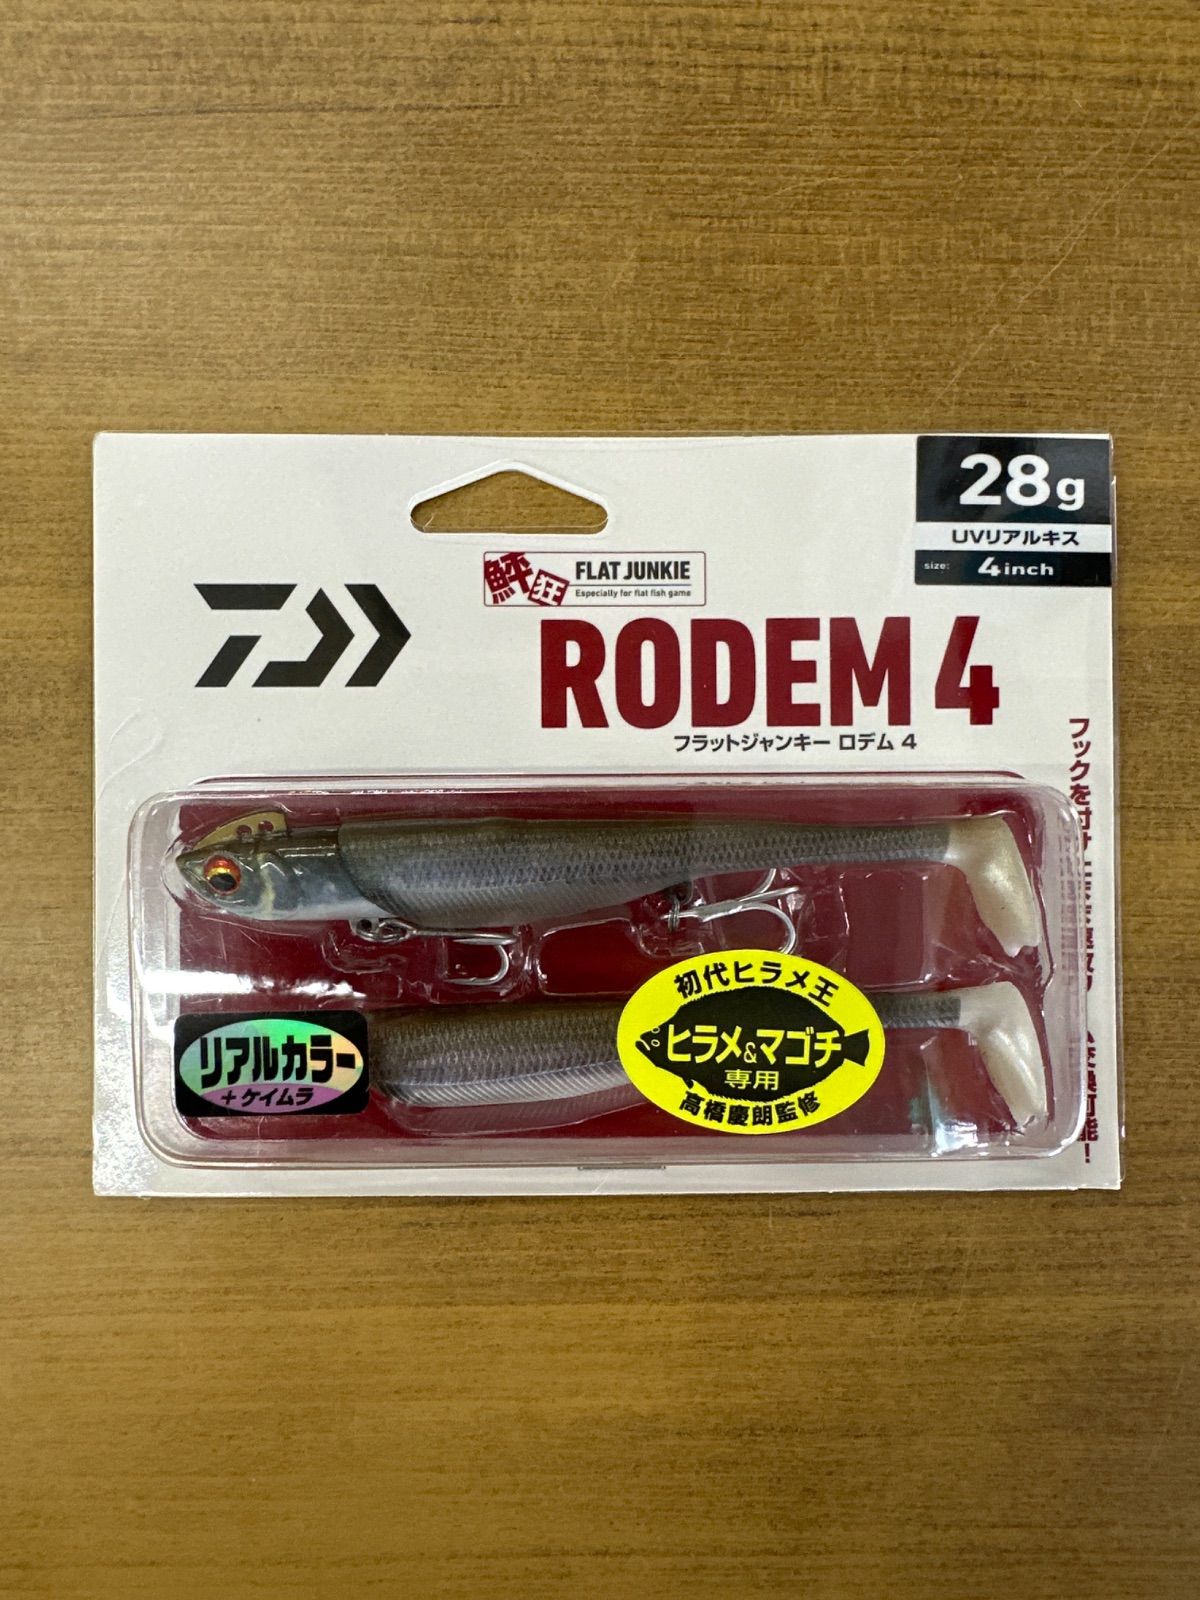 28g
UVリアルキス
size: 4inch
鮃狂
FLAT JUNKIE
Especially for flat fish game
RODEM 4
フラットジャンキー ロデム 4
フックを付け
初代ヒラメ王
ヒラメ&マゴチ
専用
高橋慶朗監修
リアルカラー
+ケイムラ